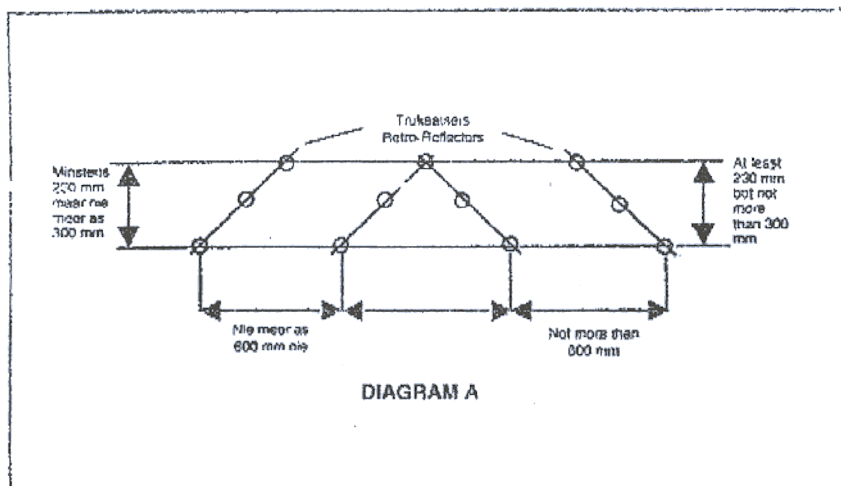 Trukaatsers
Retro-Reflectors
Minstens
200 mm
maar nie
meer as
300 mm
At least
230 mm
but not
more
than 300
mm
Nie meer as
600 mm nie
Not more than
600 mm
DIAGRAM A